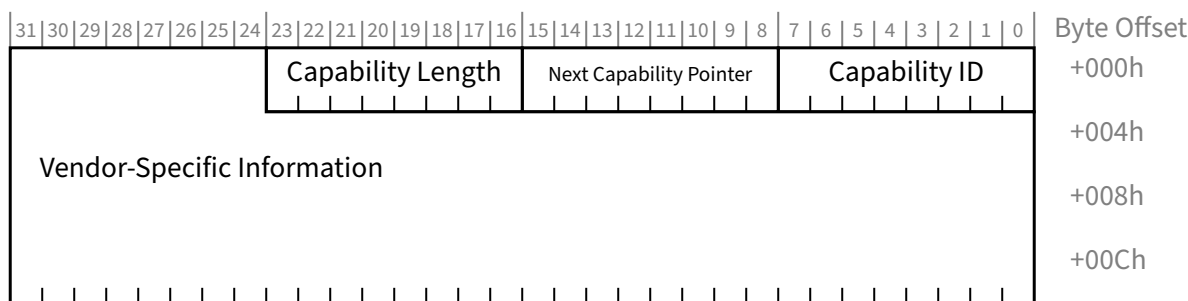 31 30 29 28 27 26 25 24 23 22 21 20 19 18 17 16 15 14 13 12 11 10 9 8 7 6 5 4 3 2 1 0 Byte Offset
Capability Length Next Capability Pointer Capability ID +000h
+004h
Vendor-Specific Information
+008h
+00Ch